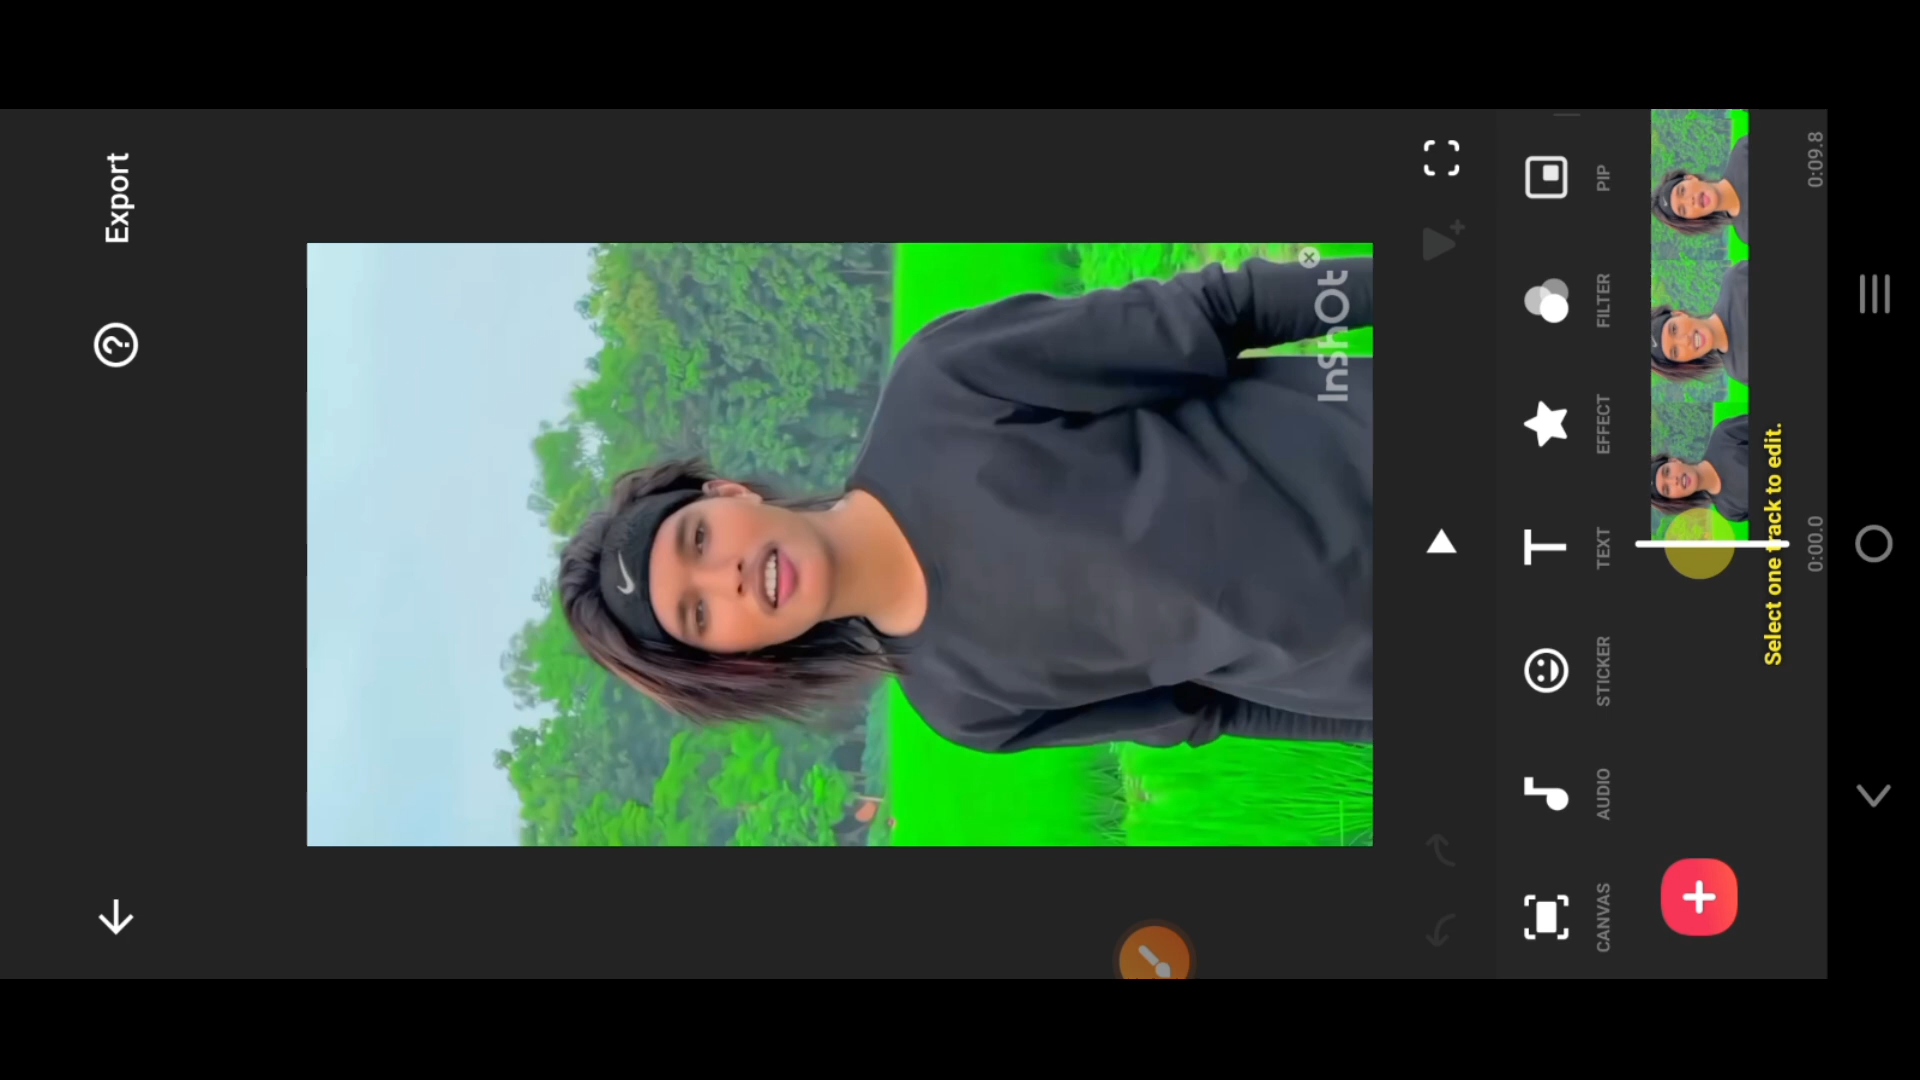 Export
InShOt
CANVAS
AUDIO
STICKER
TEXT
EFFECT
FILTER
PIP
Select one track to edit.
0:00.0
0:09.8